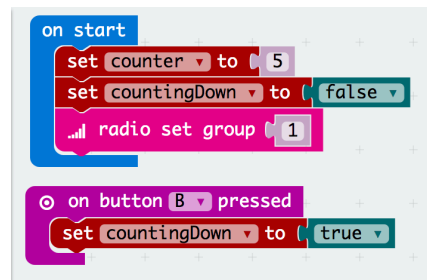 on start
set counter to 5
set countingDown to false
radio set group 1
on button B pressed
set countingDown to true